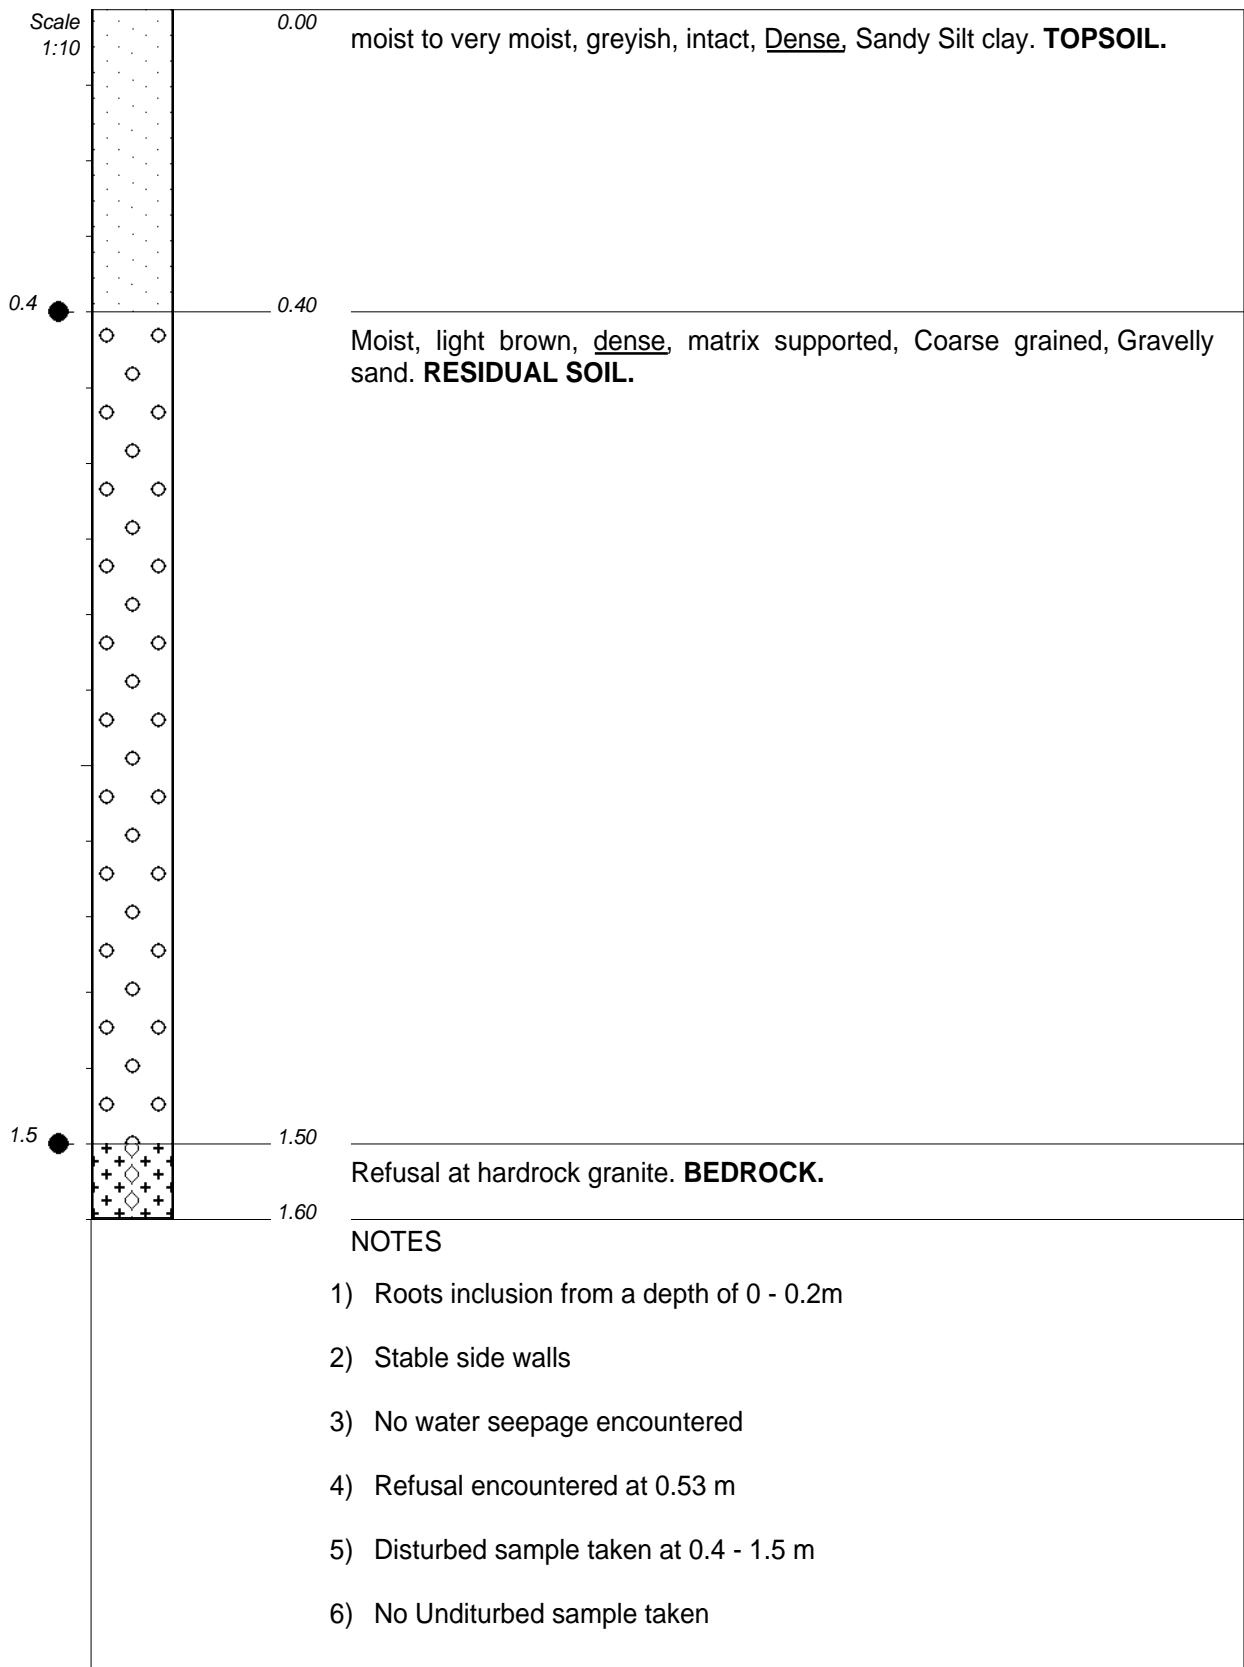 Scale
1:10
0.00
moist to very moist, greyish, intact, Dense, Sandy Silt clay. TOPSOIL.
0.4
0.40
Moist, light brown, dense, matrix supported, Coarse grained, Gravelly
sand. RESIDUAL SOIL.
1.5
1.50
Refusal at hardrock granite. BEDROCK.
1.60
NOTES
1) Roots inclusion from a depth of 0 - 0.2m
2) Stable side walls
3) No water seepage encountered
4) Refusal encountered at 0.53 m
5) Disturbed sample taken at 0.4 - 1.5 m
6) No Unditurbed sample taken